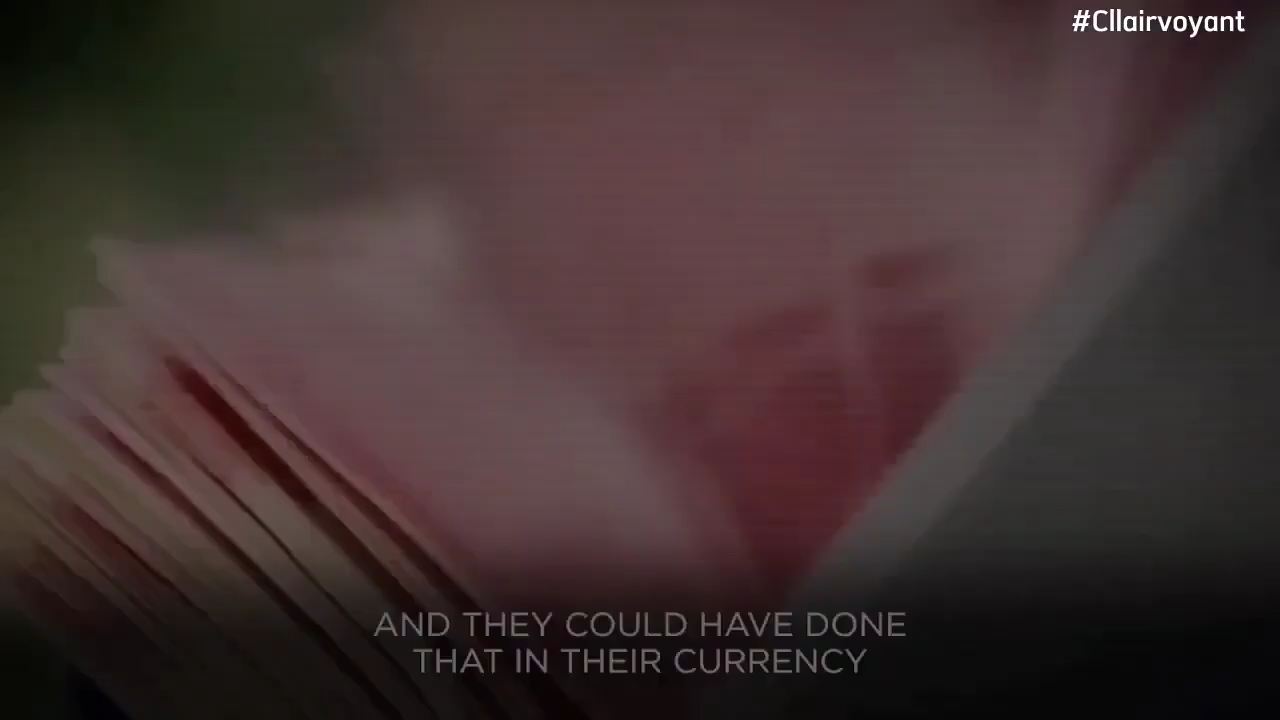 #Cllairvoyant
AND THEY COULD HAVE DONE
THAT IN THEIR CURRENCY